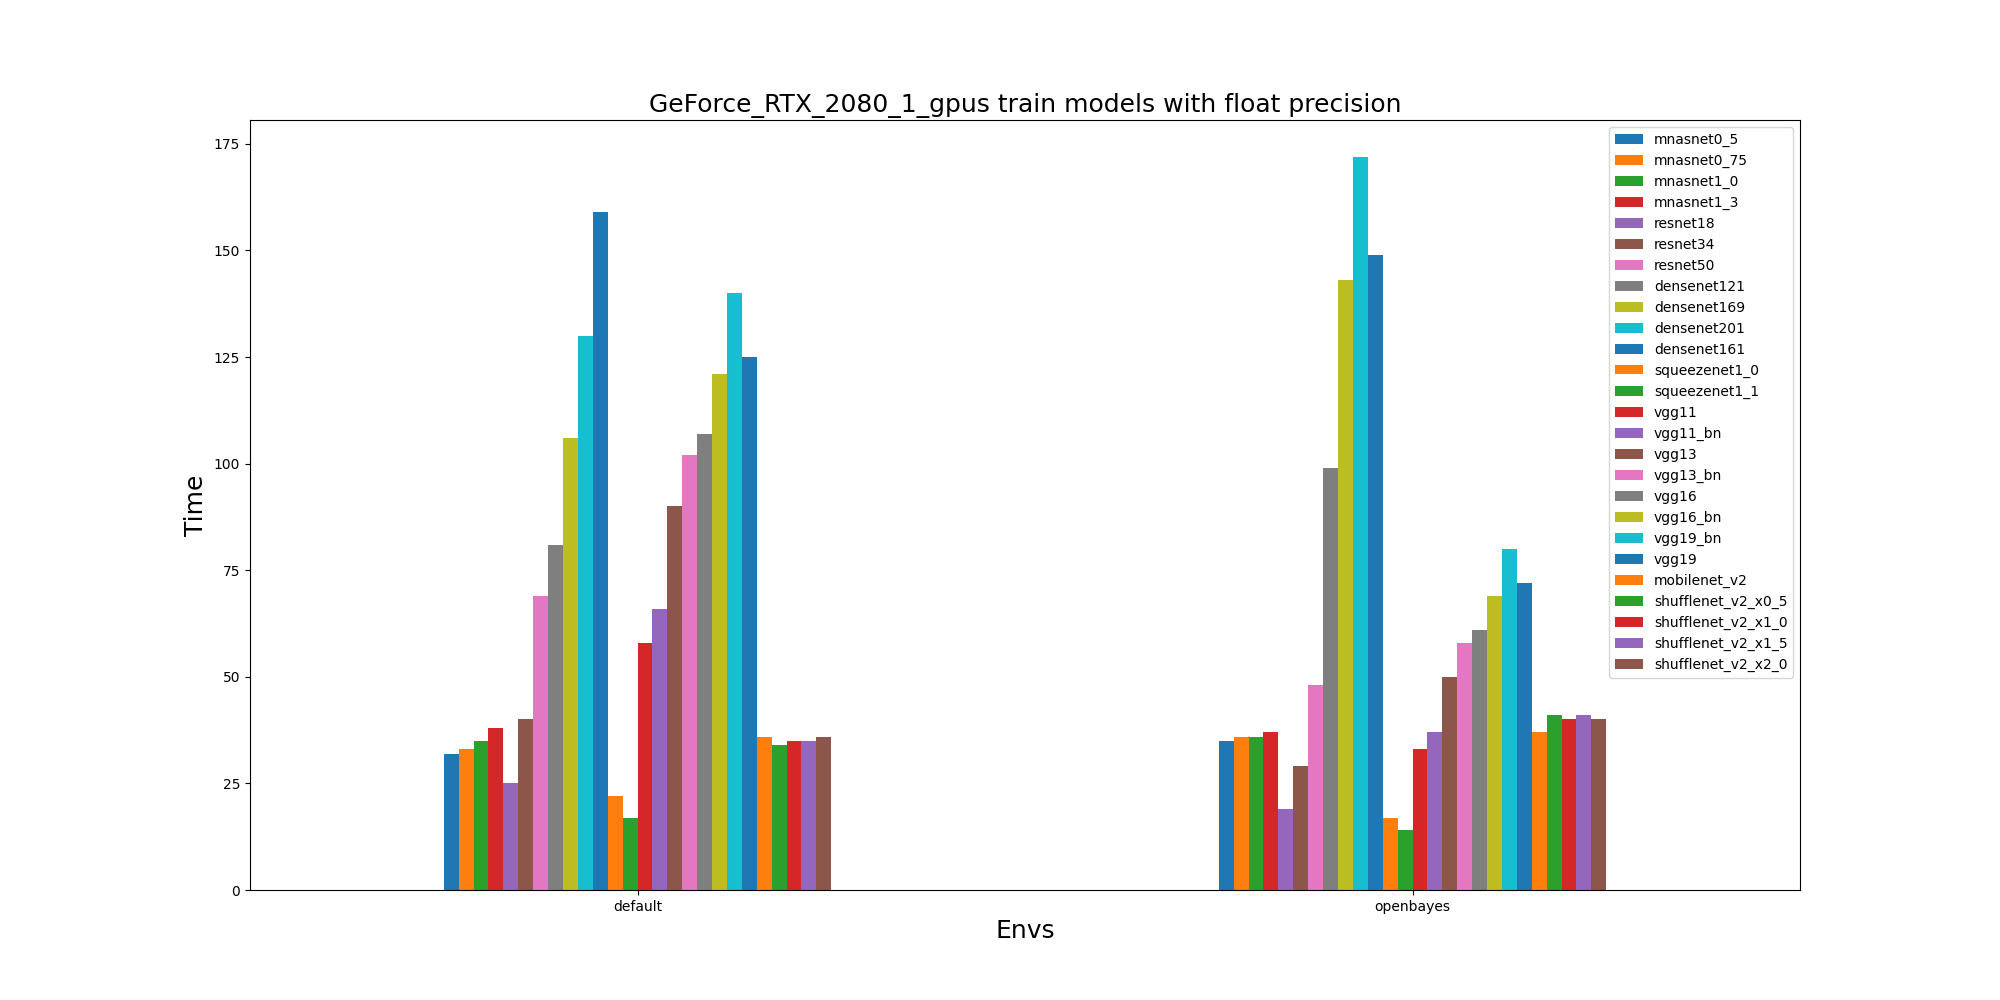 GeForce_RTX_2080_1_gpus train models with float precision
Time
175
150
125
100
75
50
25
0
default
openbayes
Envs
mnasnet0_5
mnasnet0_75
mnasnet1_0
mnasnet1_3
resnet18
resnet34
resnet50
densenet121
densenet169
densenet201
densenet161
squeezenet1_0
squeezenet1_1
vgg11
vgg11_bn
vgg13
vgg13_bn
vgg16
vgg16_bn
vgg19_bn
vgg19
mobilenet_v2
shufflenet_v2_x0_5
shufflenet_v2_x1_0
shufflenet_v2_x1_5
shufflenet_v2_x2_0